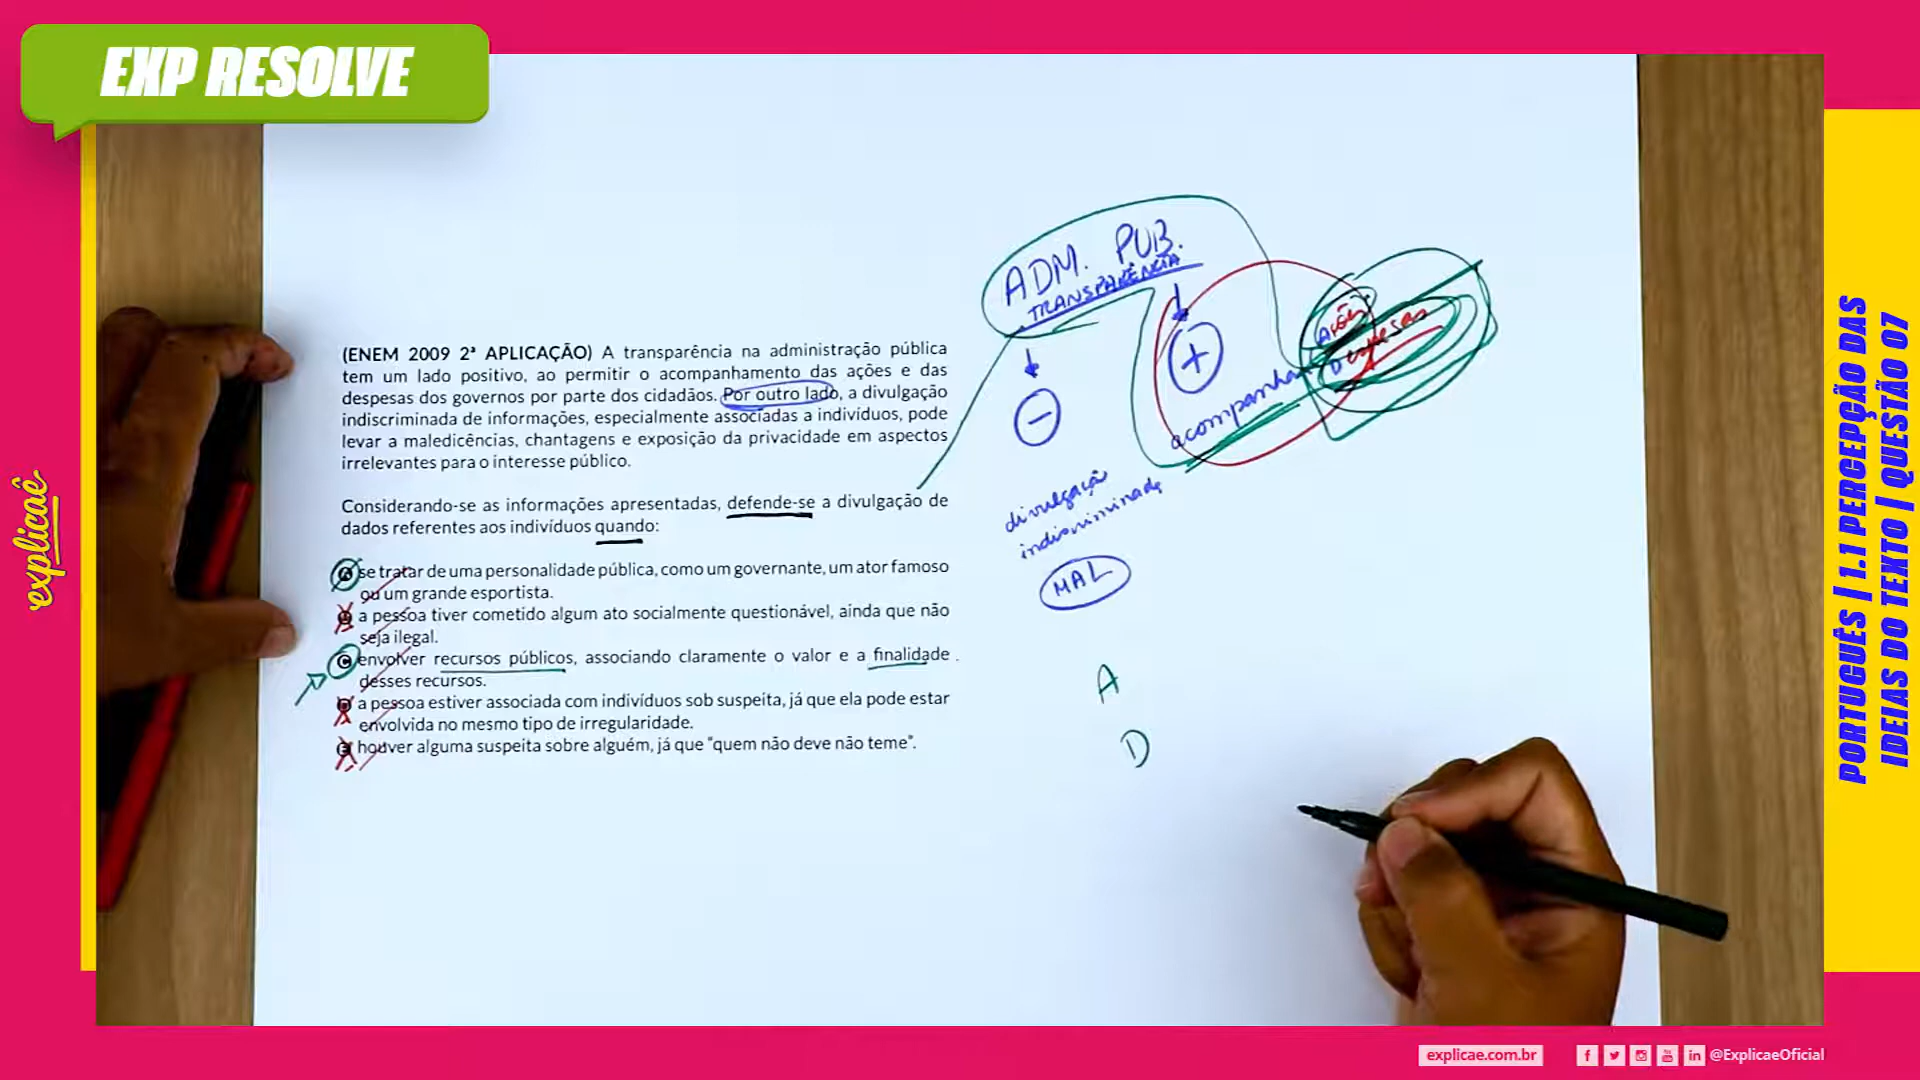 EXP RESOLVE
explicaê
(ENEM 2009 2ª APLICAÇÃO) A transparência na administração pública
tem um lado positivo, ao permitir o acompanhamento das ações e das
despesas dos governos por parte dos cidadãos. Por outro lado, a divulgação
indiscriminada de informações, especialmente associadas a indivíduos, pode
levar a maledicências, chantagens e exposição da privacidade em aspectos
irrelevantes para o interesse público.
Considerando-se as informações apresentadas, defende-se a divulgação de
dados referentes aos indivíduos quando:
A se tratar de uma personalidade pública, como um governante, um ator famoso
ou um grande esportista.
B a pessoa tiver cometido algum ato socialmente questionável, ainda que não
seja ilegal.
C envolver recursos públicos, associando claramente o valor e a finalidade
desses recursos.
D a pessoa estiver associada com indivíduos sob suspeita, já que ela pode estar
envolvida no mesmo tipo de irregularidade.
E houver alguma suspeita sobre alguém, já que “quem não deve não teme”.
ADM. PUB.
TRANSPARÊNCIA
+
Ações
acompanhar
-
divulgação
indiscriminada
MAL
A
D
PORTUGUÊS | 1.1 PERCEPÇÃO DAS
IDEIAS DO TEXTO | QUESTÃO 07
explicae.com.br
@ExplicaeOficial